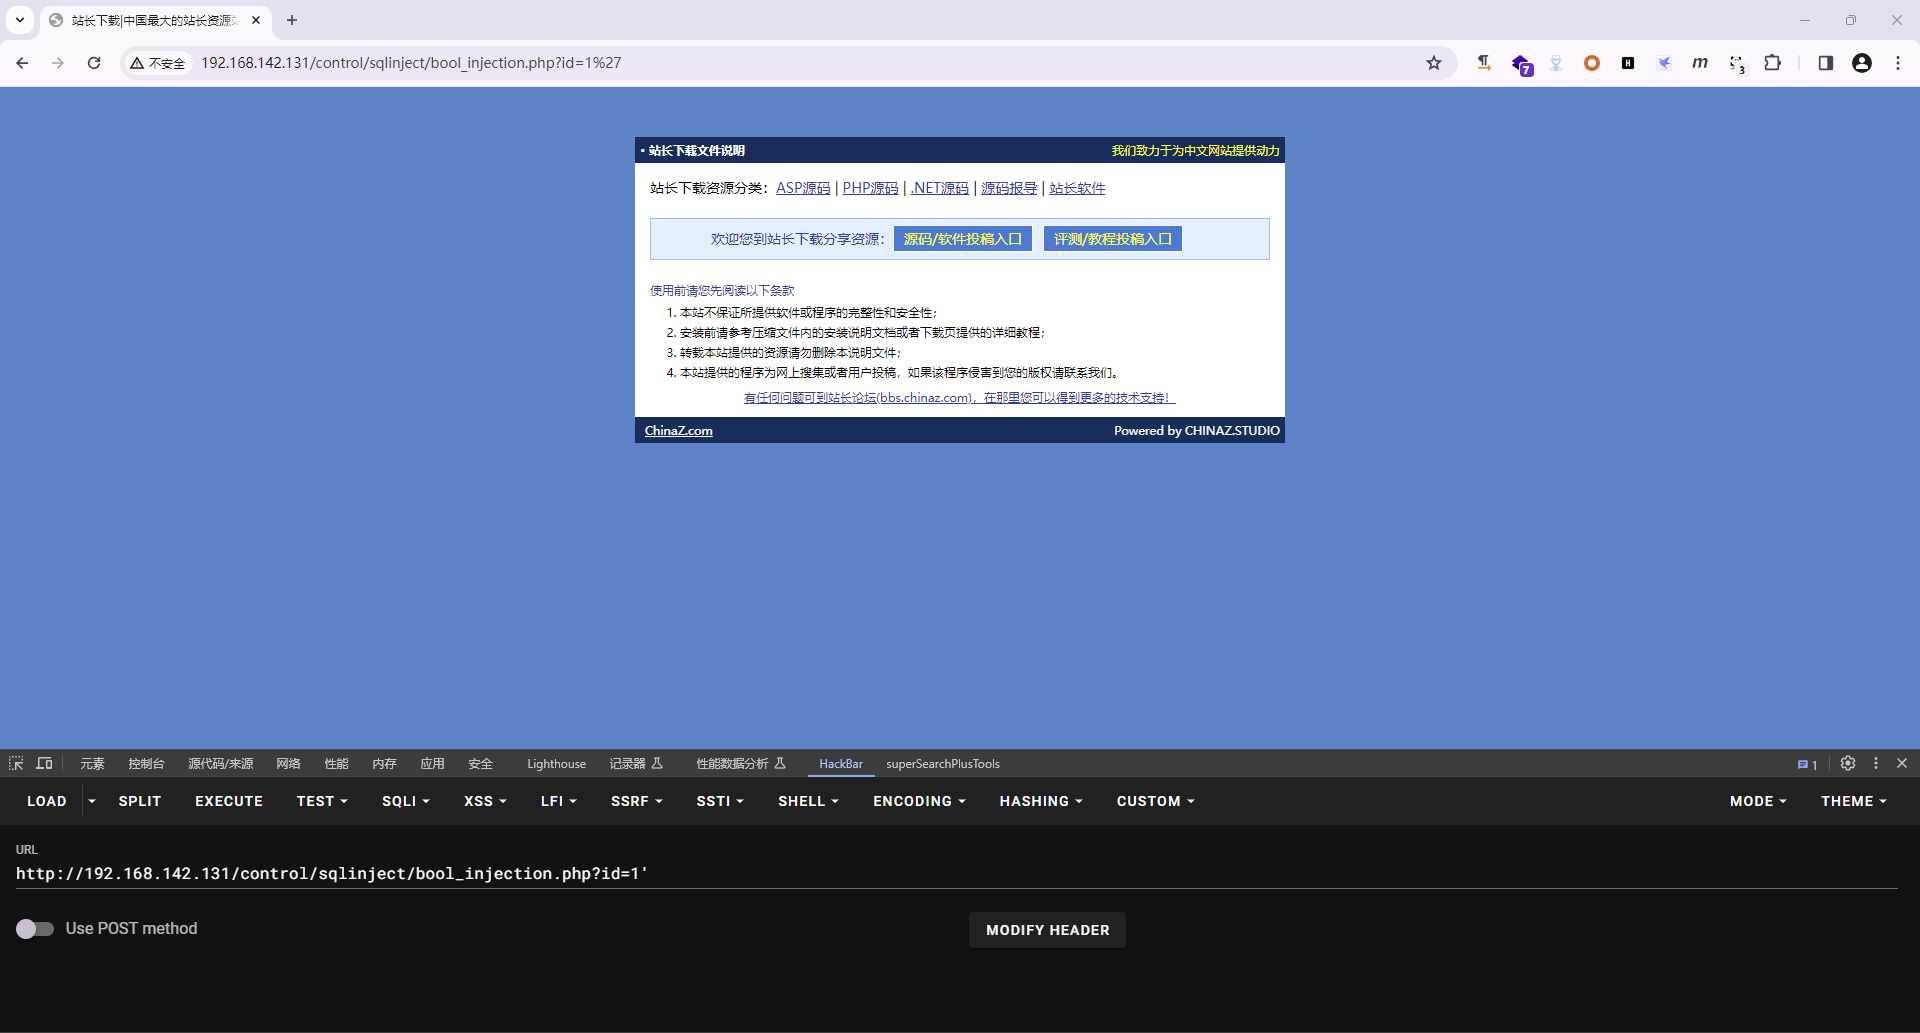 站长下载|中国最大的站长资源
不安全 192.168.142.131/control/sqlinject/bool_injection.php?id=1%27
7
H
m
3
• 站长下载文件说明 我们致力于为中文网站提供动力
站长下载资源分类：ASP源码 | PHP源码 | .NET源码 | 源码报导 | 站长软件
欢迎您到站长下载分享资源： 源码/软件投稿入口 评测/教程投稿入口
使用前请您先阅读以下条款
1. 本站不保证所提供软件或程序的完整性和安全性；
2. 安装前请参考压缩文件内的安装说明文档或者下载页提供的详细教程；
3. 转载本站提供的资源请勿删除本说明文件；
4. 本站提供的程序为网上搜集或者用户投稿，如果该程序侵害到您的版权请联系我们。
有任何问题可到站长论坛(bbs.chinaz.com)，在那里您可以得到更多的技术支持！
ChinaZ.com Powered by CHINAZ.STUDIO
元素 控制台 源代码/来源 网络 性能 内存 应用 安全 Lighthouse 记录器 性能数据分析 HackBar superSearchPlusTools 1
LOAD SPLIT EXECUTE TEST SQLI XSS LFI SSRF SSTI SHELL ENCODING HASHING CUSTOM MODE THEME
URL
http://192.168.142.131/control/sqlinject/bool_injection.php?id=1'
Use POST method MODIFY HEADER